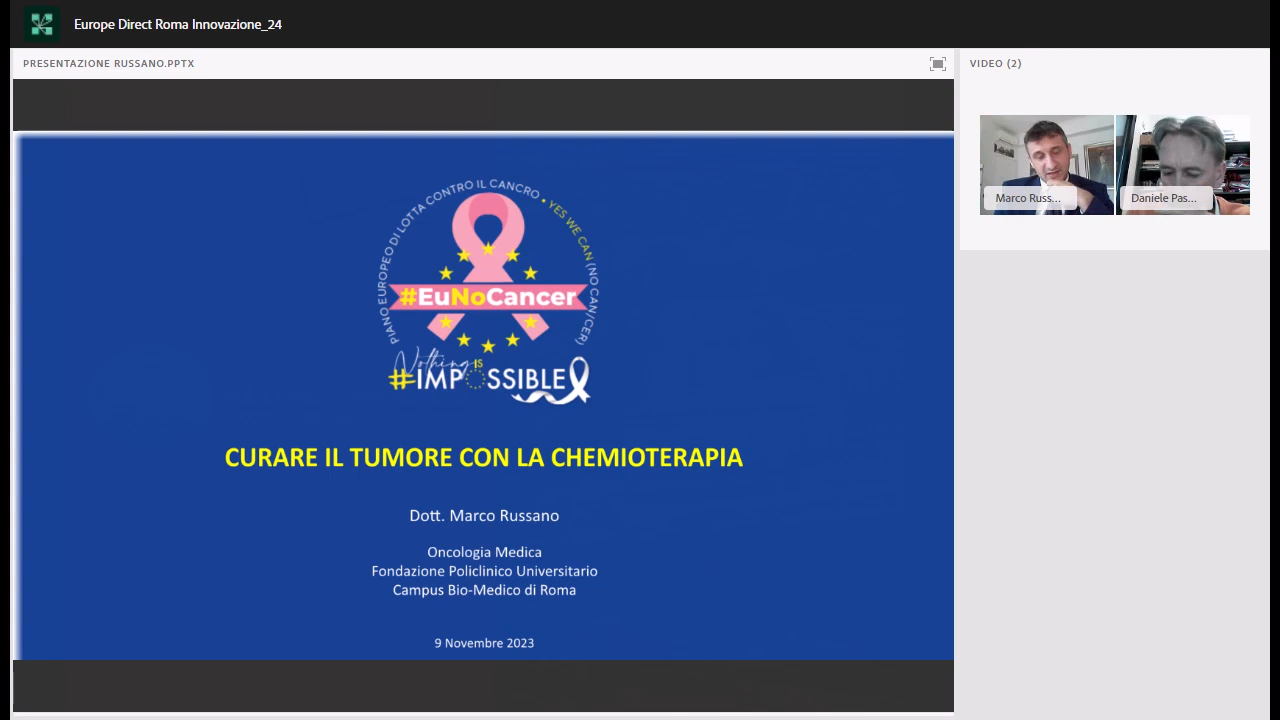 Europe Direct Roma Innovazione_24
PRESENTAZIONE RUSSANO.PPTX
VIDEO (2)
Marco Russ...
Daniele Pas...
PIANO EUROPEO DI LOTTA CONTRO IL CANCRO • YES WE CAN (NO CAN/CER)
#EuNoCancer
Nothing IS
#IMPOSSIBLE
CURARE IL TUMORE CON LA CHEMIOTERAPIA
Dott. Marco Russano
Oncologia Medica
Fondazione Policlinico Universitario
Campus Bio-Medico di Roma
9 Novembre 2023